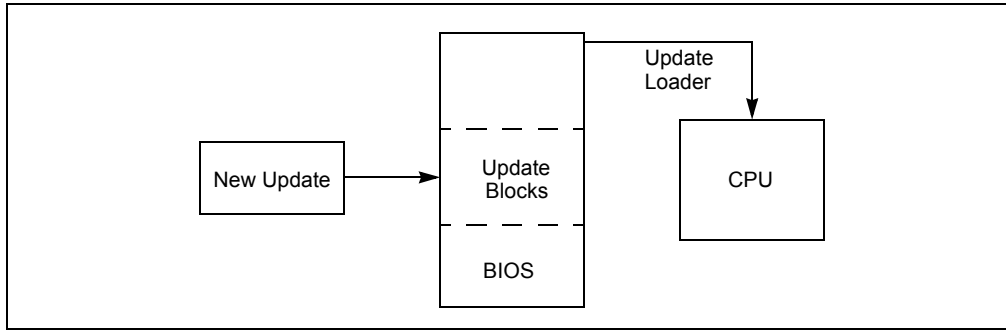 Update
Loader
New Update
Update
Blocks
CPU
BIOS